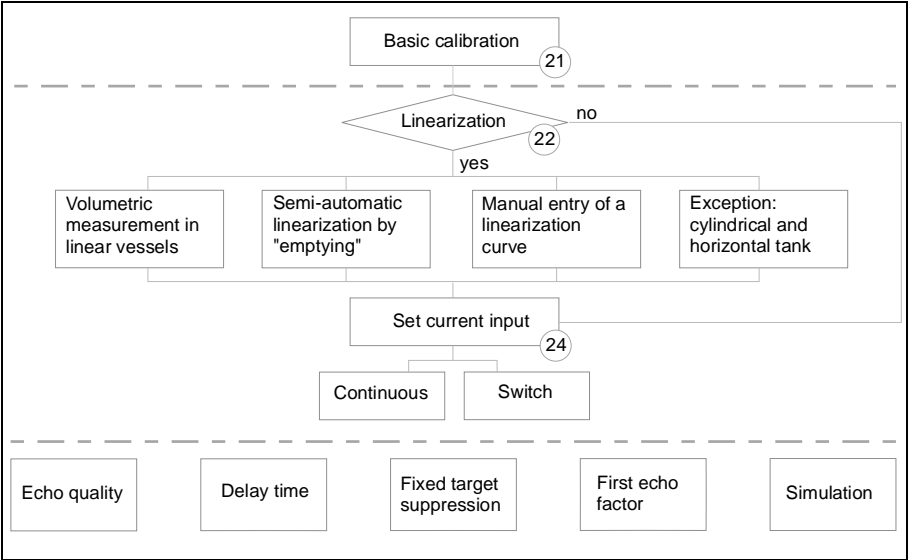 Basic calibration
21
Linearization
22
no
yes
Volumetric
measurement in
linear vessels
Semi-automatic
linearization by
"emptying"
Manual entry of a
linearization
curve
Exception:
cylindrical and
horizontal tank
Set current input
24
Continuous
Switch
Echo quality
Delay time
Fixed target
suppression
First echo
factor
Simulation